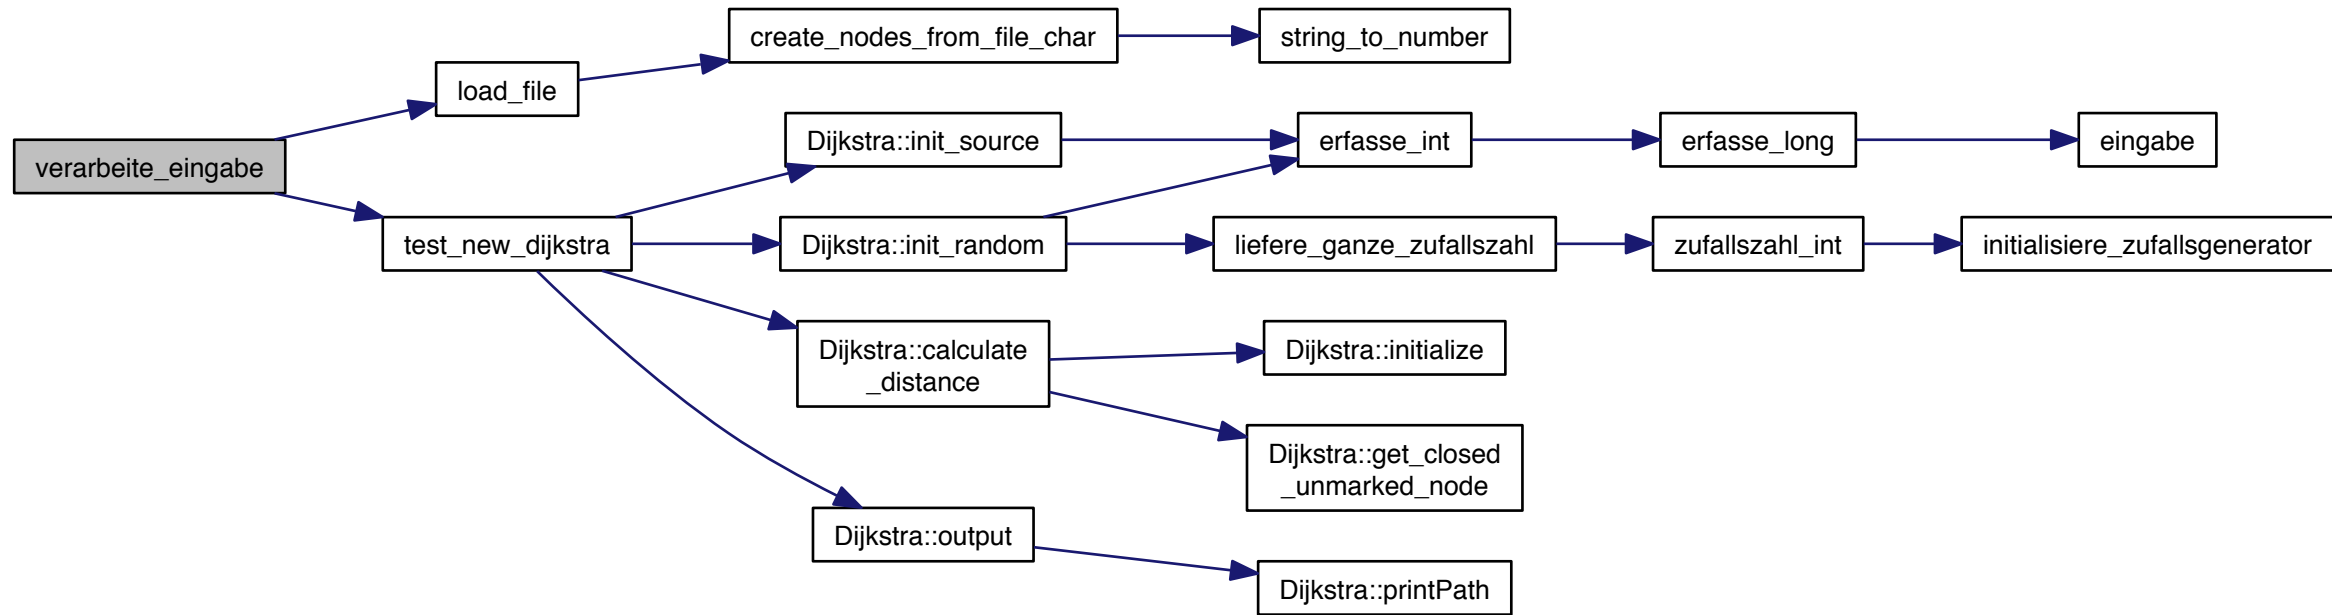 create_nodes_from_file_char
string_to_number
load_file
verarbeite_eingabe
Dijkstra::init_source
erfasse_int
erfasse_long
eingabe
test_new_dijkstra
Dijkstra::init_random
liefere_ganze_zufallszahl
zufallszahl_int
initialisiere_zufallsgenerator
Dijkstra::calculate
_distance
Dijkstra::initialize
Dijkstra::get_closed
_unmarked_node
Dijkstra::output
Dijkstra::printPath